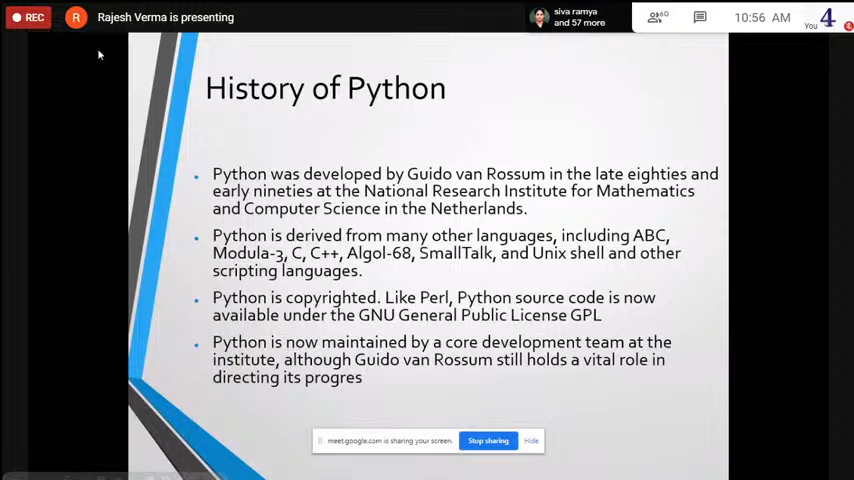 REC
R
Rajesh Verma is presenting
siva ramya
and 57 more
60
10:56 AM
You
4
History of Python
• Python was developed by Guido van Rossum in the late eighties and
early nineties at the National Research Institute for Mathematics
and Computer Science in the Netherlands.
• Python is derived from many other languages, including ABC,
Modula-3, C, C++, Algol-68, SmallTalk, and Unix shell and other
scripting languages.
• Python is copyrighted. Like Perl, Python source code is now
available under the GNU General Public License GPL
• Python is now maintained by a core development team at the
institute, although Guido van Rossum still holds a vital role in
directing its progres
meet.google.com is sharing your screen.
Stop sharing
Hide